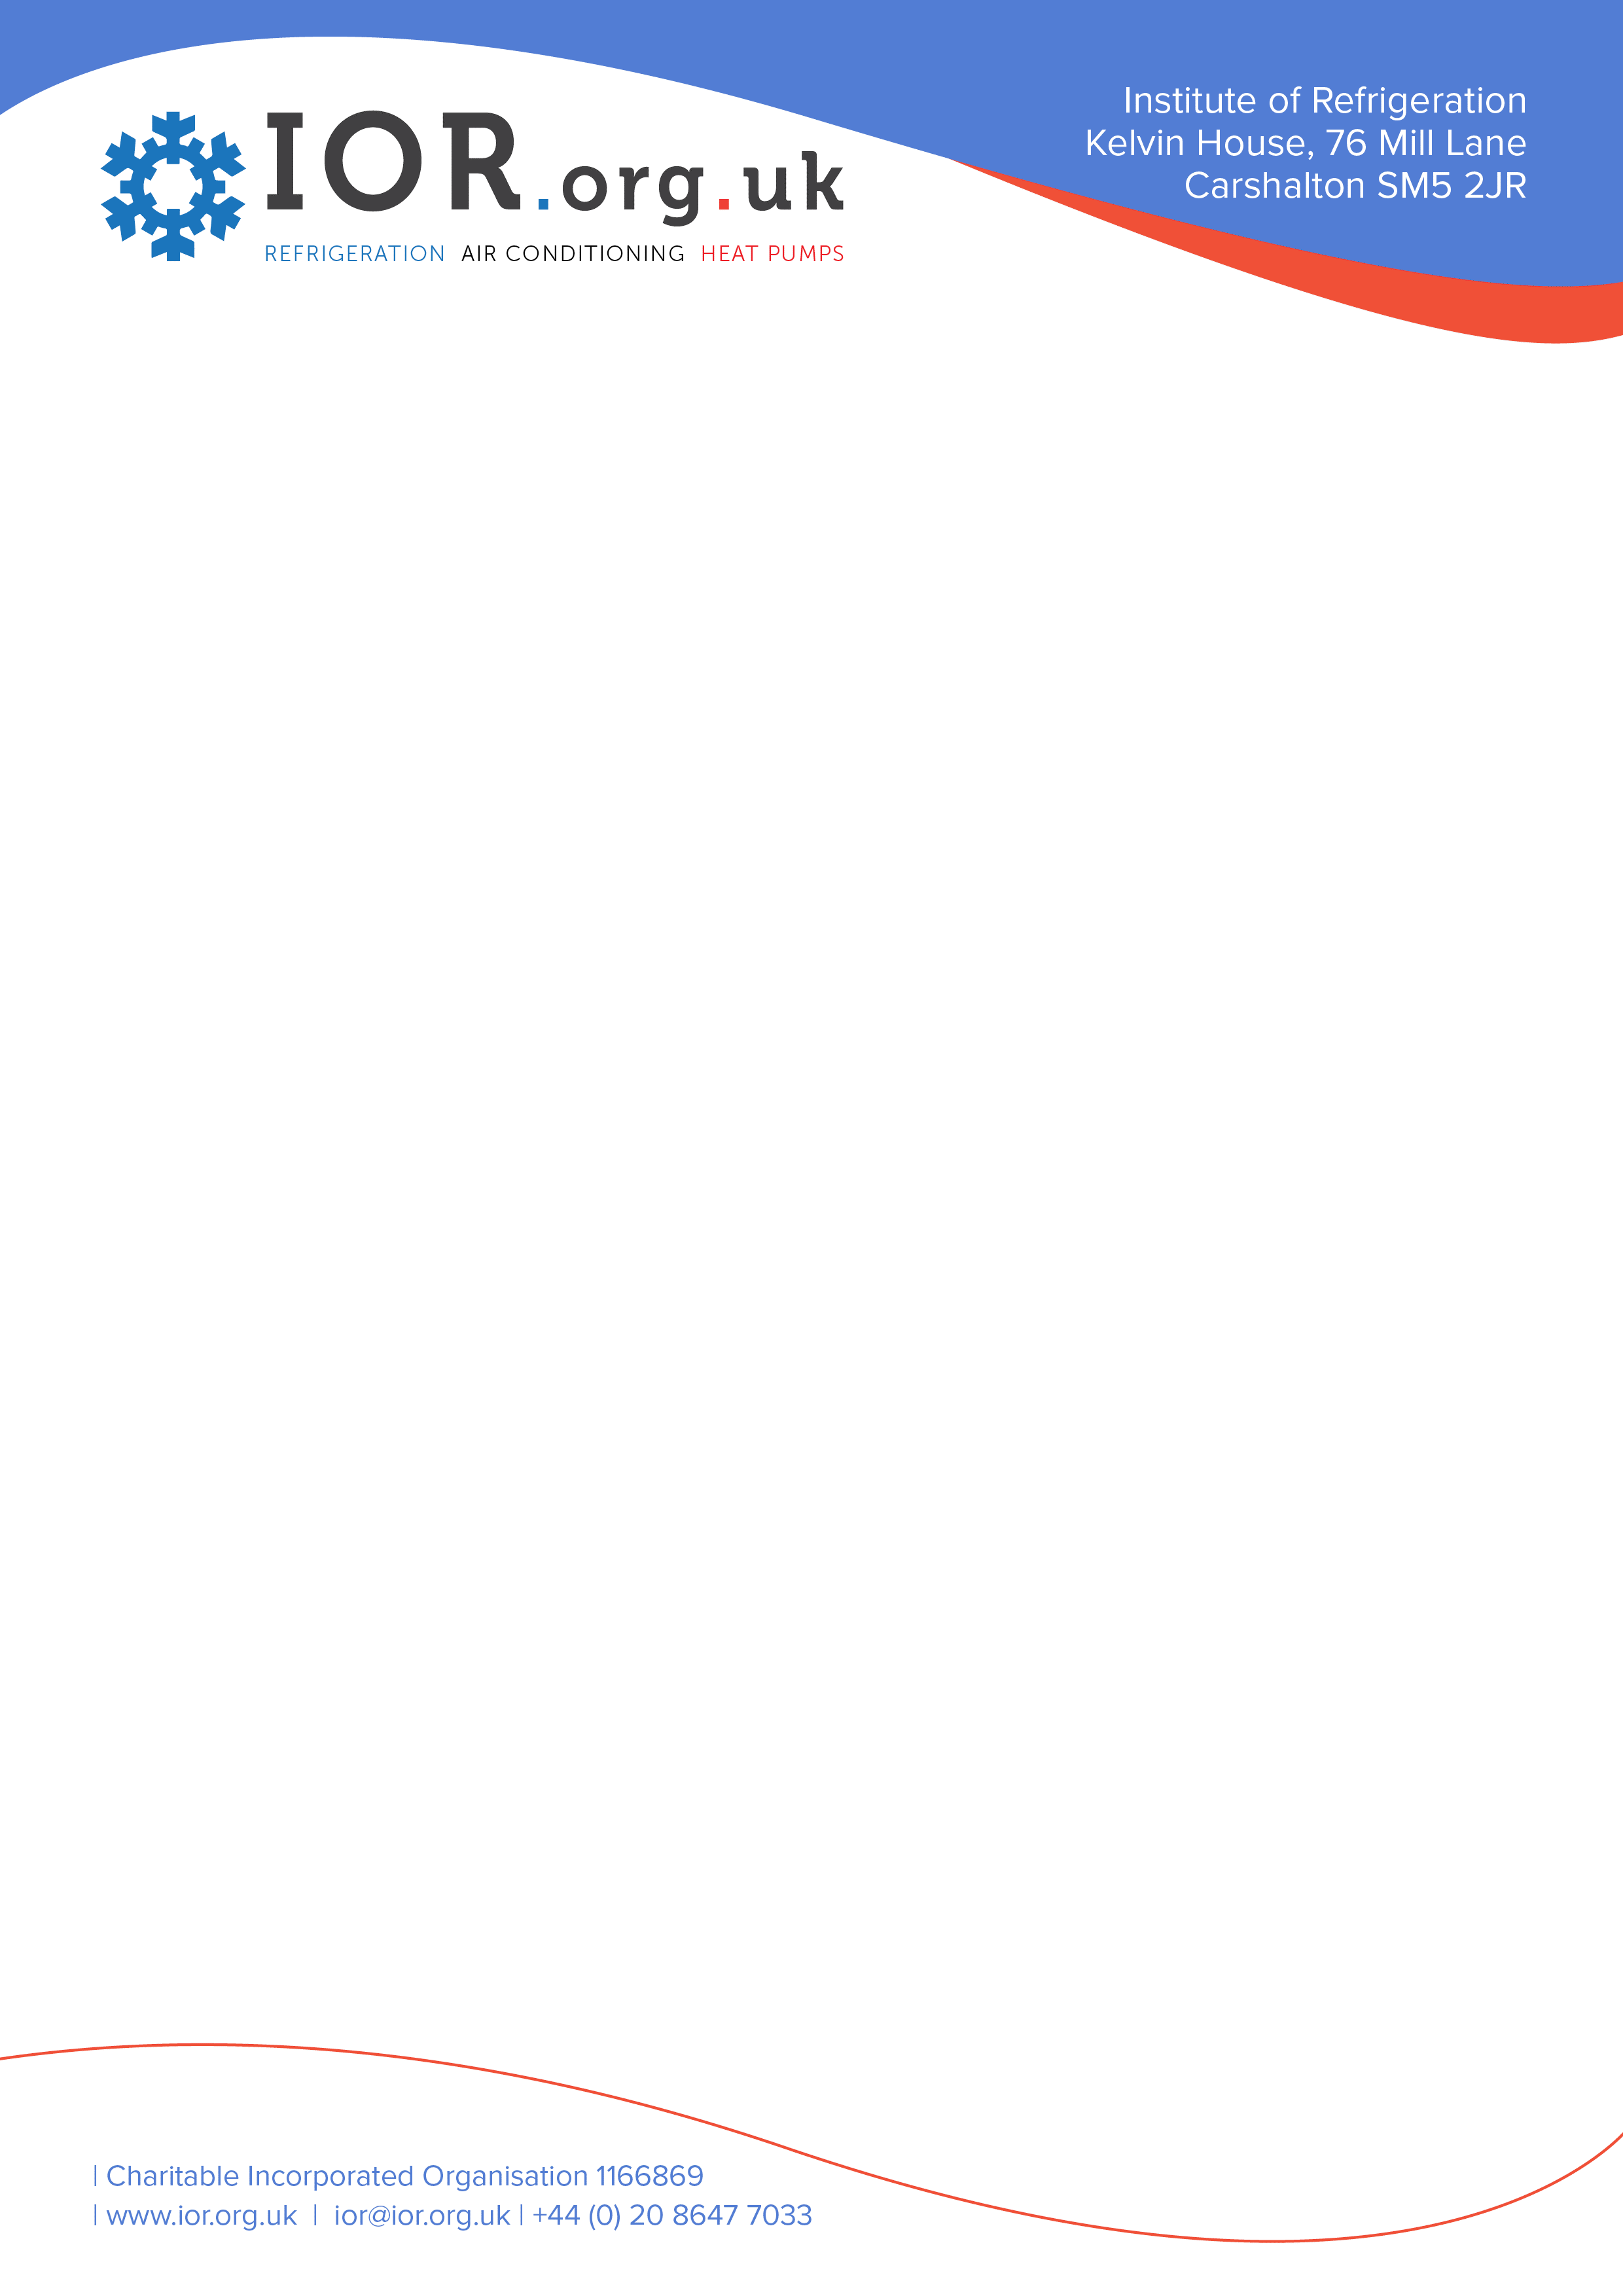 IOR.org.uk
REFRIGERATION AIR CONDITIONING HEAT PUMPS
Institute of Refrigeration
Kelvin House, 76 Mill Lane
Carshalton SM5 2JR
| Charitable Incorporated Organisation 1166869
| www.ior.org.uk | ior@ior.org.uk | +44 (0) 20 8647 7033